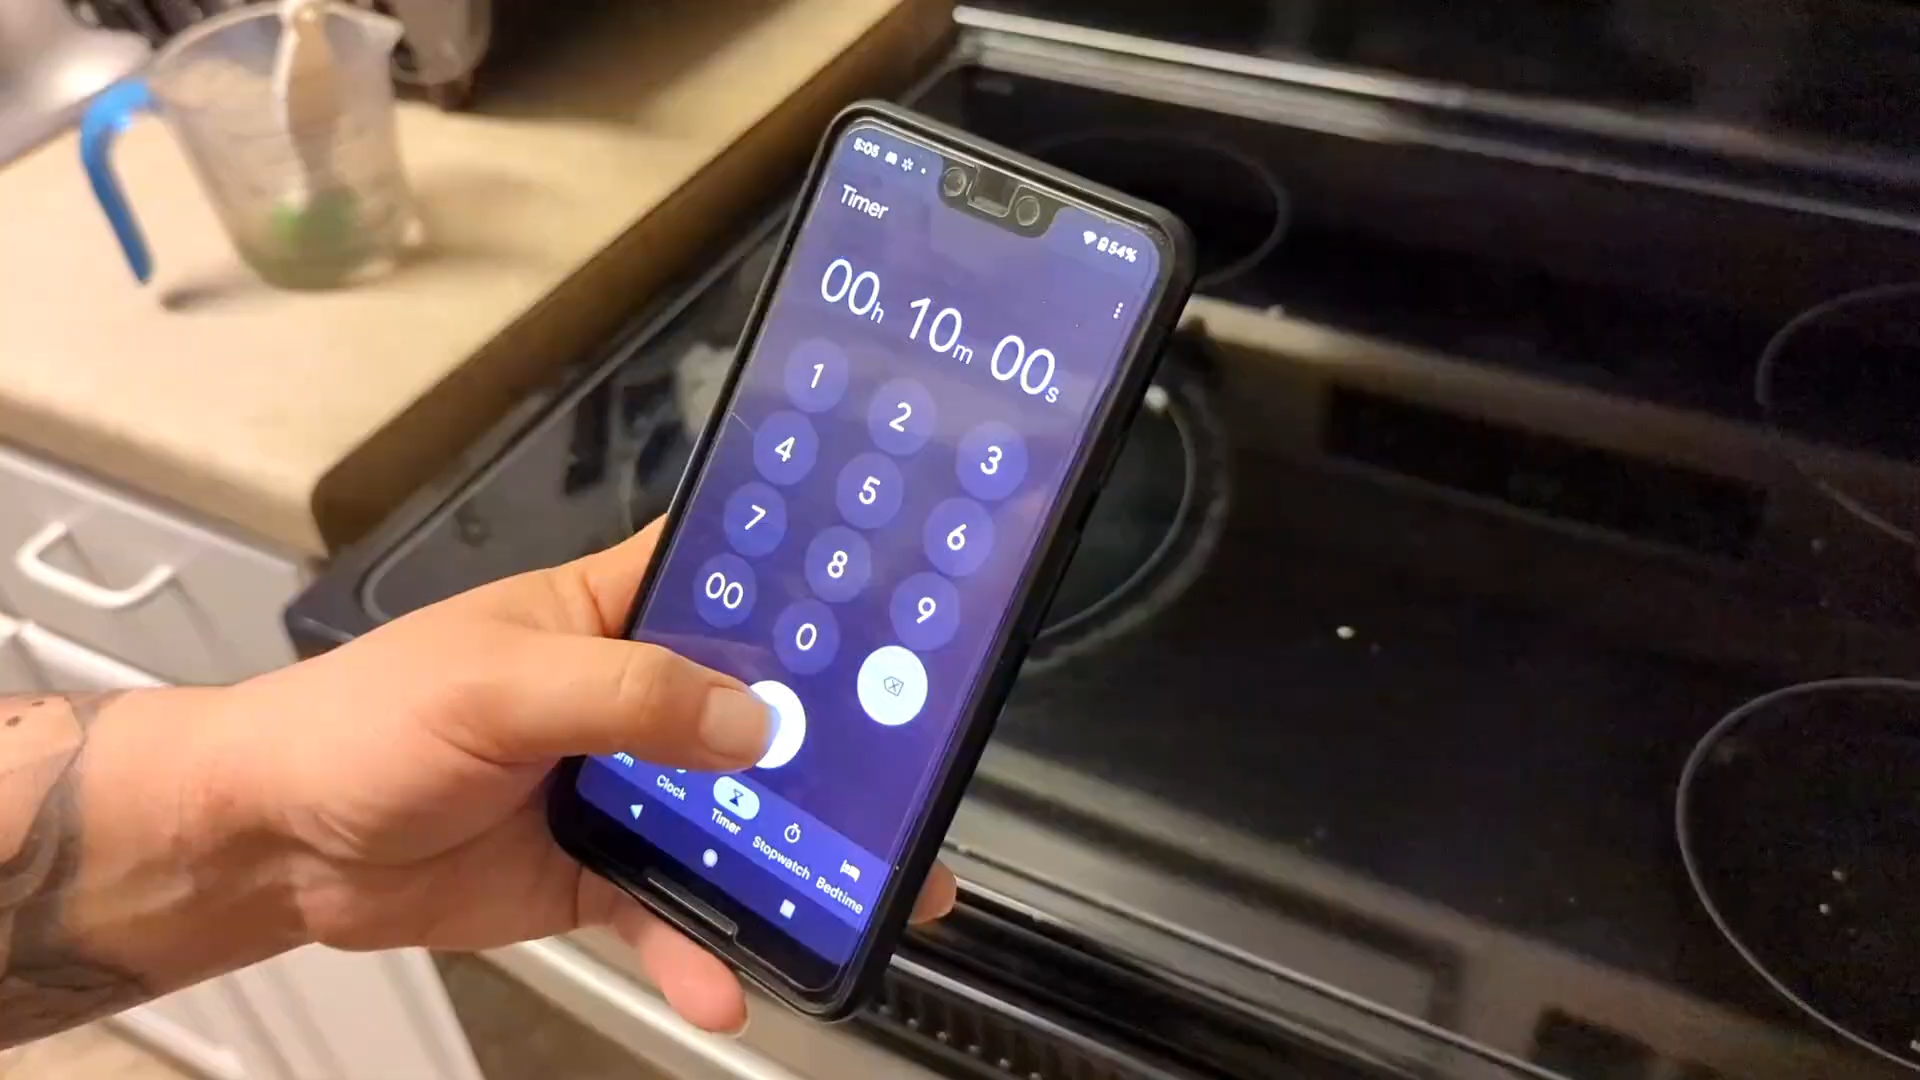 5:05
54%
Timer
00h 10m 00s
1 2 3
4 5 6
7 8 9
00 0
Clock
Timer
Stopwatch
Bedtime